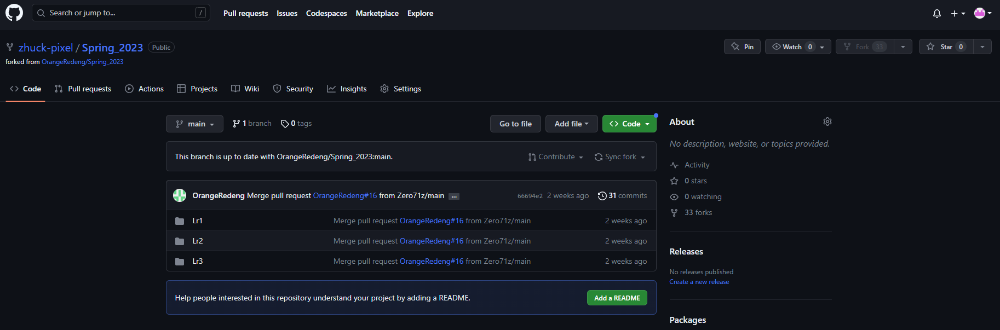 Search or jump to... /
Pull requests Issues Codespaces Marketplace Explore
zhuck-pixel / Spring_2023 Public
Pin Watch 0 Fork 33 Star 0
forked from OrangeRedeng/Spring_2023
Code Pull requests Actions Projects Wiki Security Insights Settings
main 1 branch 0 tags Go to file Add file Code
This branch is up to date with OrangeRedeng/Spring_2023:main. Contribute Sync fork
OrangeRedeng Merge pull request OrangeRedeng#16 from Zero71z/main ... 66694e2 2 weeks ago 31 commits
Lr1 Merge pull request OrangeRedeng#16 from Zero71z/main 2 weeks ago
Lr2 Merge pull request OrangeRedeng#16 from Zero71z/main 2 weeks ago
Lr3 Merge pull request OrangeRedeng#16 from Zero71z/main 2 weeks ago
Help people interested in this repository understand your project by adding a README. Add a README
About
No description, website, or topics provided.
Activity
0 stars
0 watching
33 forks
Releases
No releases published
Create a new release
Packages